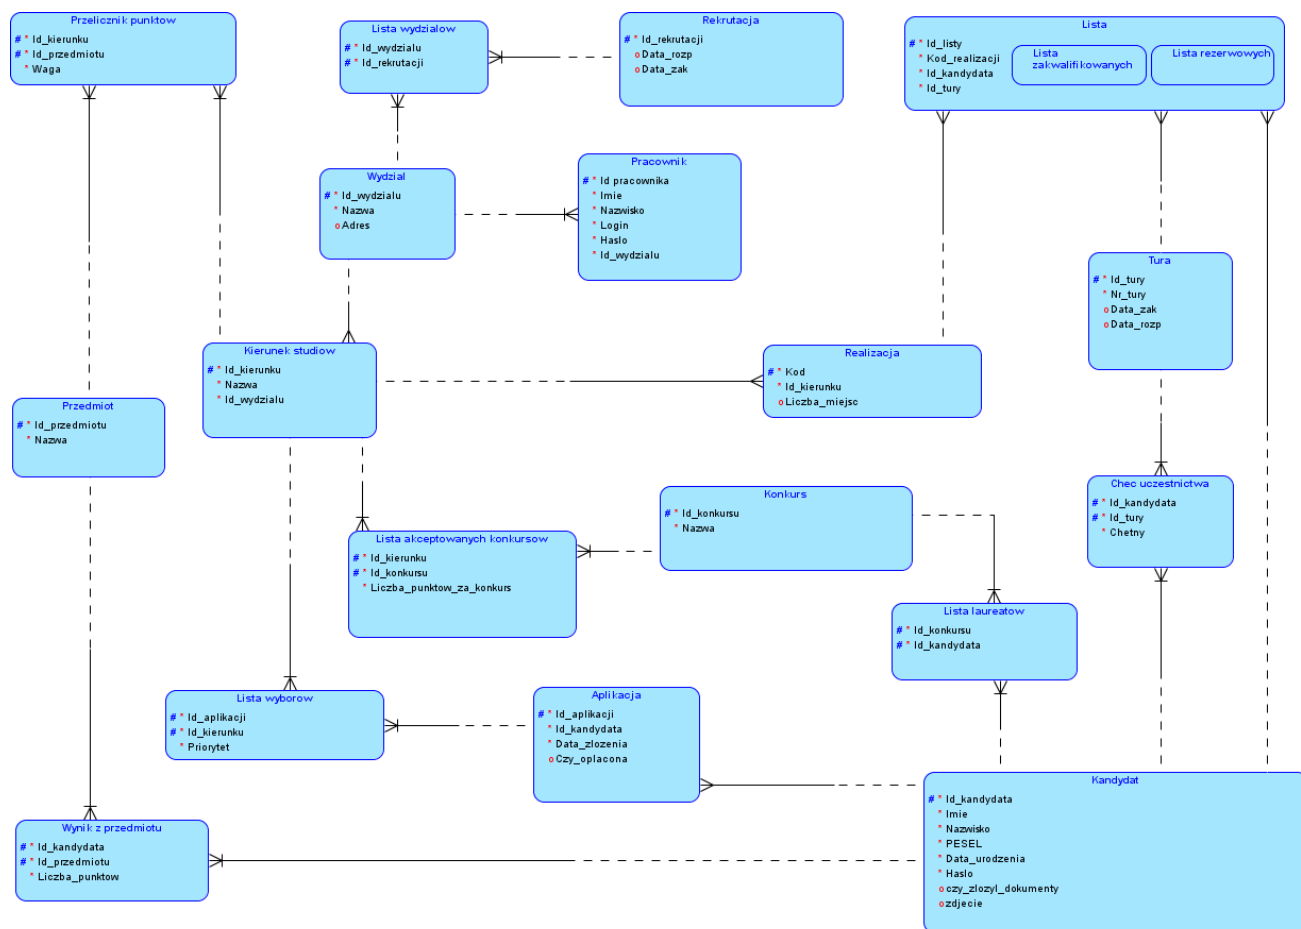 Przelicznik punktow
# * Id_kierunku
# * Id_przedmiotu
* Waga
Lista wydzialow
# * Id_wydzialu
# * Id_rekrutacji
Rekrutacja
# * Id_rekrutacji
o Data_rozp
o Data_zak
Lista
# * Id_listy
* Kod_realizacji
* Id_kandydata
* Id_tury
Lista
zakwalifikowanych
Lista rezerwowych
Wydzial
# * Id_wydzialu
* Nazwa
o Adres
Pracownik
# * Id pracownika
* Imie
* Nazwisko
* Login
* Haslo
* Id_wydzialu
Tura
# * Id_tury
* Nr_tury
o Data_zak
o Data_rozp
Kierunek studiow
# * Id_kierunku
* Nazwa
* Id_wydzialu
Realizacja
# * Kod
* Id_kierunku
o Liczba_miejsc
Przedmiot
# * Id_przedmiotu
* Nazwa
Chec uczestnictwa
# * Id_kandydata
# * Id_tury
* Chetny
Konkurs
# * Id_konkursu
* Nazwa
Lista akceptowanych konkursow
# * Id_kierunku
# * Id_konkursu
* Liczba_punktow_za_konkurs
Lista laureatow
# * Id_konkursu
# * Id_kandydata
Lista wyborow
# * Id_aplikacji
# * Id_kierunku
* Priorytet
Aplikacja
# * Id_aplikacji
* Id_kandydata
* Data_zlozenia
o Czy_oplacona
Kandydat
# * Id_kandydata
* Imie
* Nazwisko
* PESEL
* Data_urodzenia
* Haslo
o czy_zlozyl_dokumenty
o zdjecie
Wynik z przedmiotu
# * Id_kandydata
# * Id_przedmiotu
* Liczba_punktow